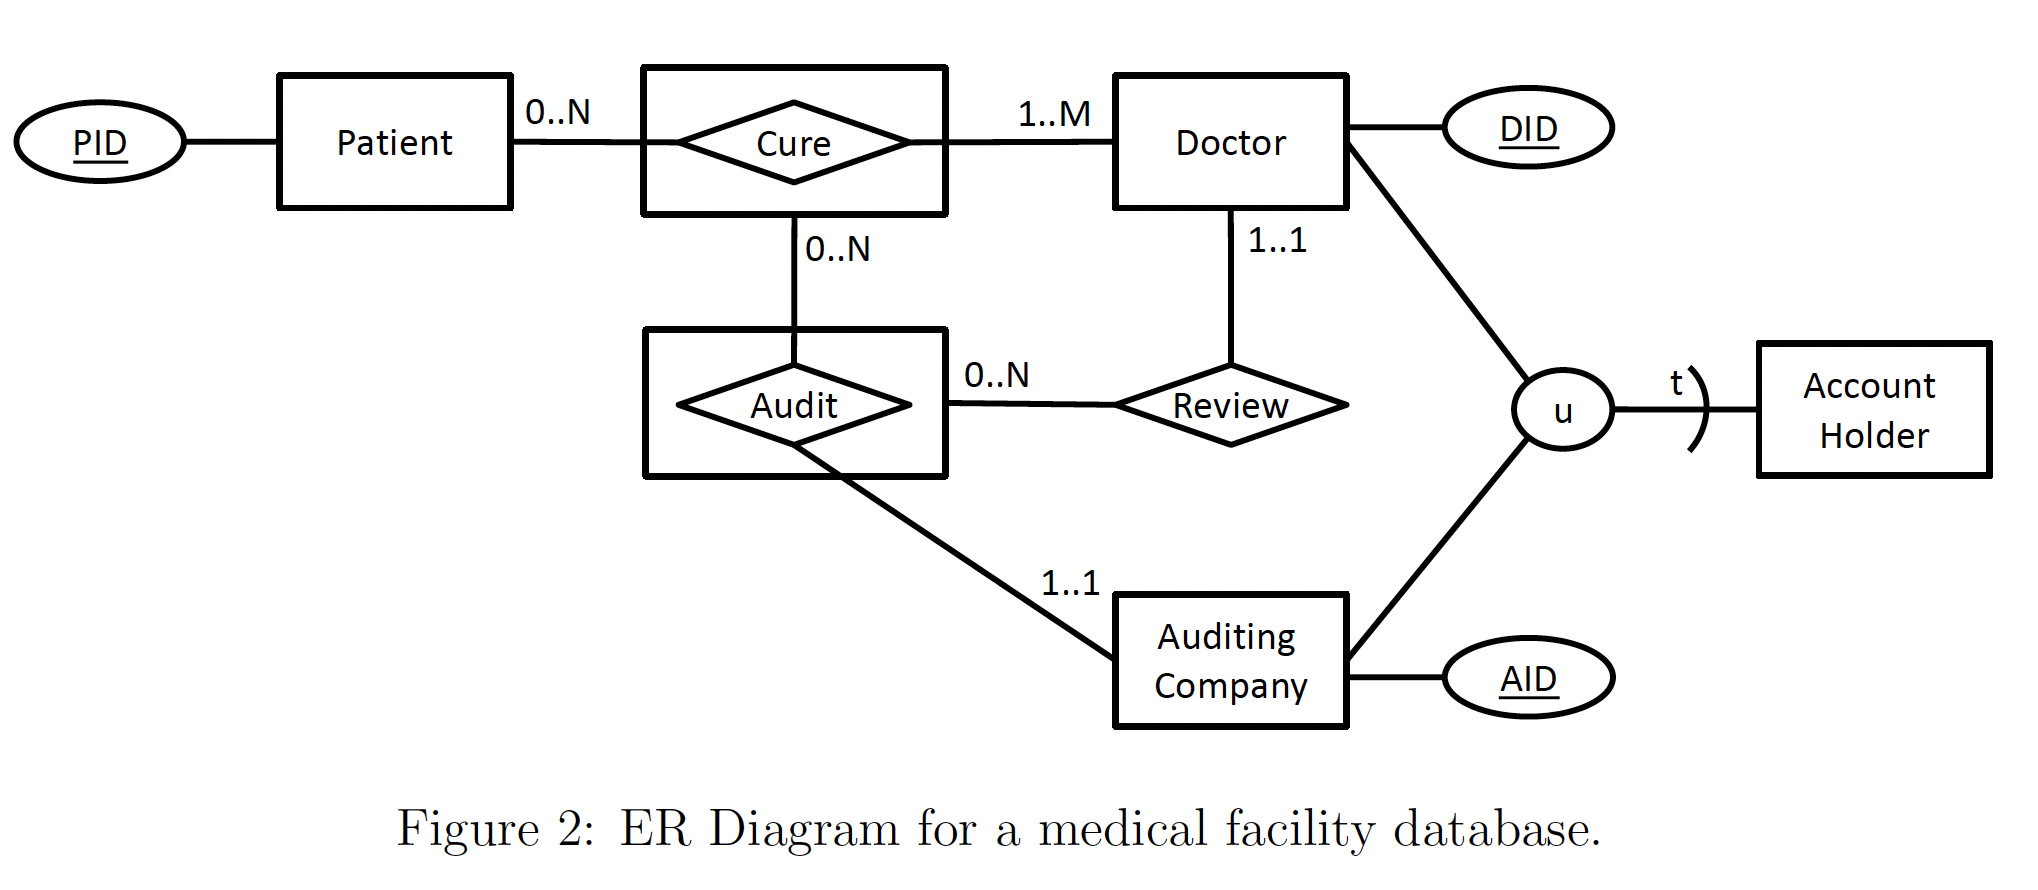 PID
Patient
0..N
Cure
1..M
Doctor
DID
0..N
1..1
Audit
0..N
Review
u
t
Account
Holder
1..1
Auditing
Company
AID
Figure 2: ER Diagram for a medical facility database.